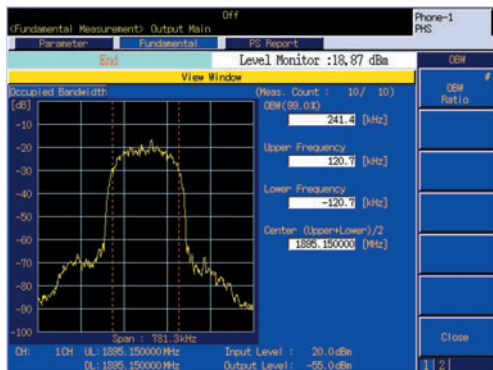 Off
<Fundamental Measurement> Output Main
Phone-1
PHS
Parameter Fundamental PS Report
End Level Monitor :18.87 dBm OBW
View Window
Occupied Bandwidth (Meas. Count : 10/ 10)
[dB]
-10
-20
-30
-40
-50
-60
-70
-80
-90
-100
Span : 781.3kHz
OBW(99.0%)
241.4 [kHz]
Upper Frequency
120.7 [kHz]
Lower Frequency
-120.7 [kHz]
Center (Upper+Lower)/2
1895.150000 [MHz]
CH: 1CH UL:1895.150000MHz Input Level : 20.0dBm
DL:1895.150000MHz Output Level: -55.0dBm
#
OBW
Ratio
Close
1 2